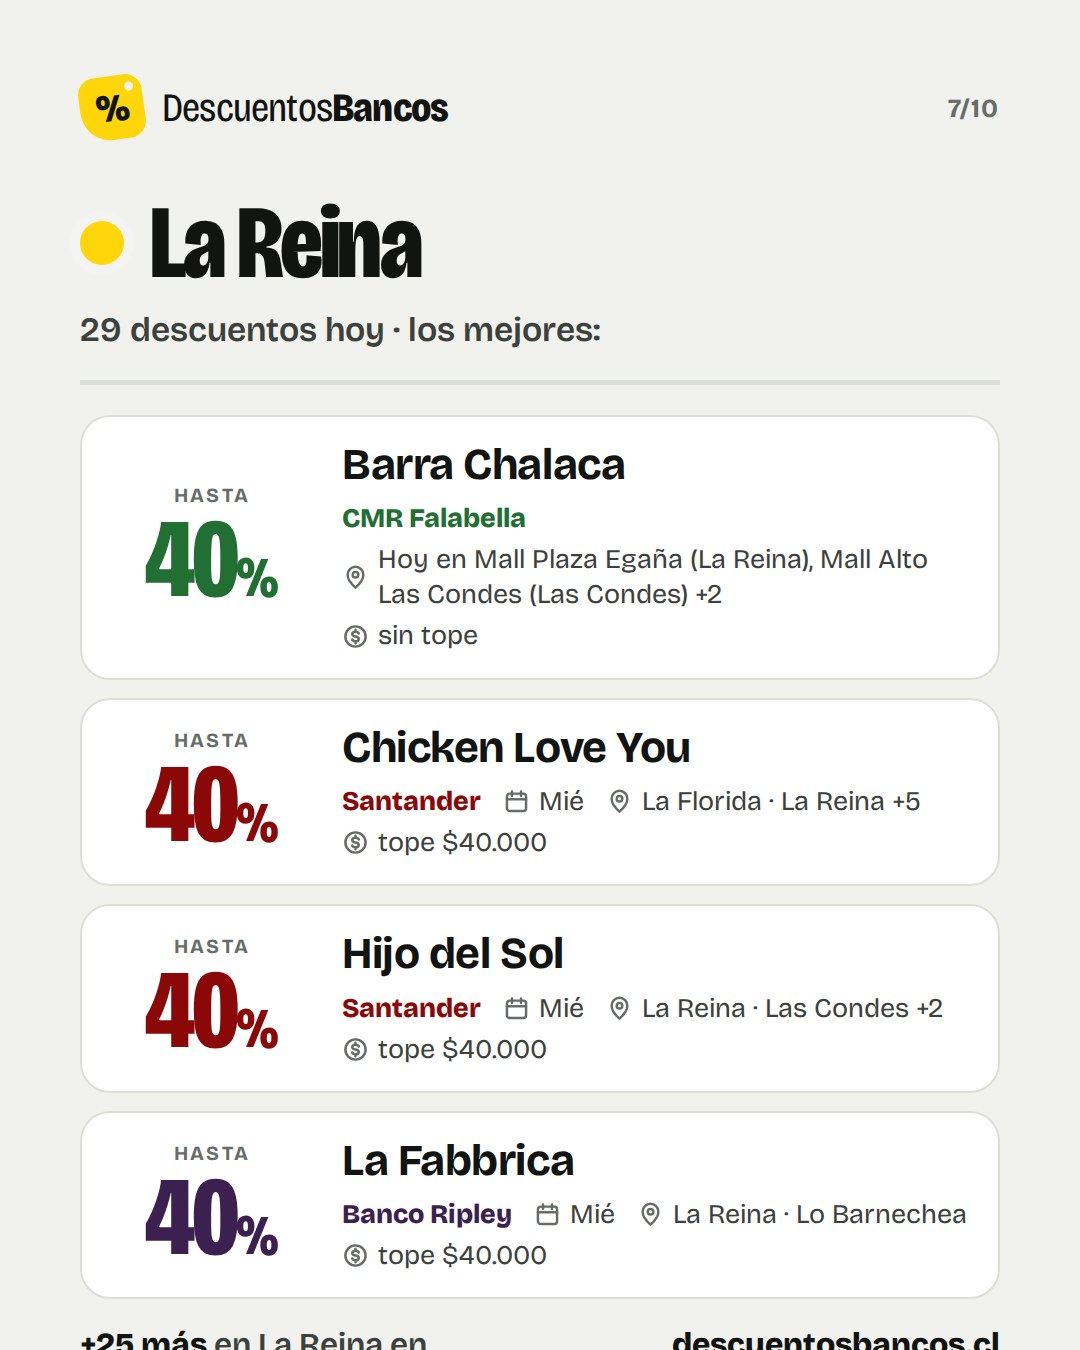 % DescuentosBancos
7/10
La Reina
29 descuentos hoy · los mejores:
HASTA
40%
Barra Chalaca
CMR Falabella
Hoy en Mall Plaza Egaña (La Reina), Mall Alto
Las Condes (Las Condes) +2
sin tope
HASTA
40%
Chicken Love You
Santander Mié La Florida · La Reina +5
tope $40.000
HASTA
40%
Hijo del Sol
Santander Mié La Reina · Las Condes +2
tope $40.000
HASTA
40%
La Fabbrica
Banco Ripley Mié La Reina · Lo Barnechea
tope $40.000
+25 más en La Reina en
descuentosbancos.cl